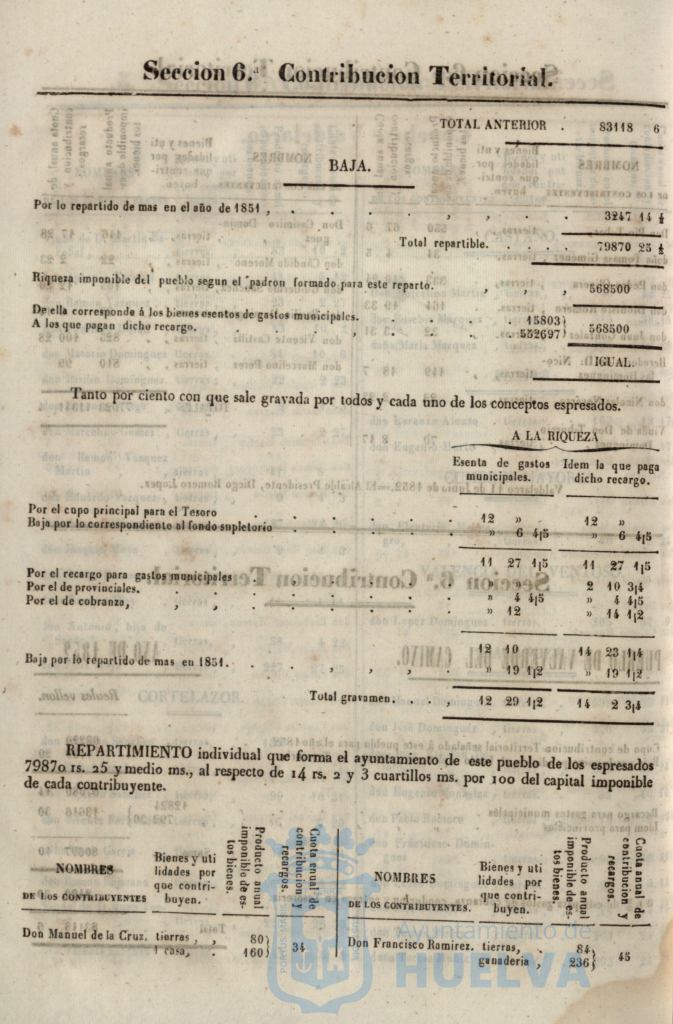 Seccion 6.ª Contribucion Territorial.
TOTAL ANTERIOR . 83118 6
BAJA.
Por lo repartido de mas en el año de 1851 , . . . . , , . . 3247 14 ½
Total repartible. . . . . 79870 25 ½
Riqueza imponible del pueblo segun el padron formado para este reparto. , , , 568500
De ella corresponde á los bienes esentos de gastos municipales. . . 15803}
A los que pagan dicho recargo. . . . . . . 552697} 568500
IGUAL.
Tanto por ciento con que sale gravada por todos y cada uno de los conceptos espresados.
A LA RIQUEZA
Esenta de gastos municipales. Idem la que paga dicho recargo.
Por el cupo principal para el Tesoro . . . . . 12 » 12 »
Baja por lo correspondiente al fondo supletorio . . . . » 6 4|5 » 6 4|5
11 27 1|5 11 27 1|5
Por el recargo para gastos municipales . . . . . » » 2 10 3|4
Por el de provinciales. . . . . . . » 4 4|5 » 4 4|5
Por el de cobranza, , , , . . . . » 12 » 14 1|2
12 10 14 23 1|4
Baja por lo repartido de mas en 1851. . . . , , , » 19 1|2 » 19 1|2
Total gravamen. . . , 12 29 1|2 14 2 3|4
REPARTIMIENTO individual que forma el ayuntamiento de este pueblo de los espresados
79870 rs. 25 y medio ms., al respecto de 14 rs. 2 y 3 cuartillos ms. por 100 del capital imponible
de cada contribuyente.
NOMBRES
DE LOS CONTRIBUYENTES
Bienes y uti
lidades por
que contri-
buyen.
Producto anual
imponible de es-
tos bienes.
Cuota anual de
contribucion y
recargos.
Don Manuel de la Cruz. tierras , , 80}
1 casa, . 160} 34
NOMBRES
DE LOS CONTRIBUYENTES.
Bienes y uti
lidades por
que contri-
buyen.
Producto anual
imponible de es-
tos bienes.
Cuota anual de
contribucion y
recargos.
Don Francisco Ramirez. tierras, . 84}
ganaderia , 236} 45
Ayuntamiento de
HUELVA